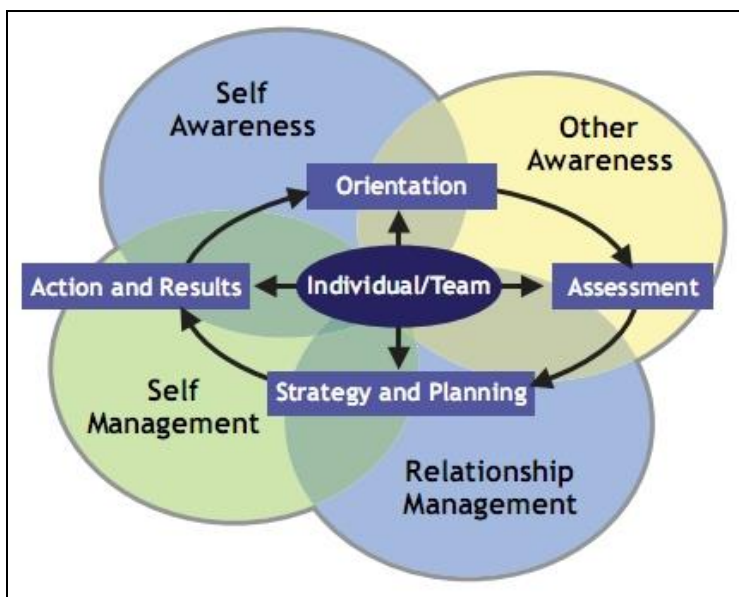 Self
Awareness
Other
Awareness
Orientation
Action and Results
Individual/Team
Assessment
Strategy and Planning
Self
Management
Relationship
Management